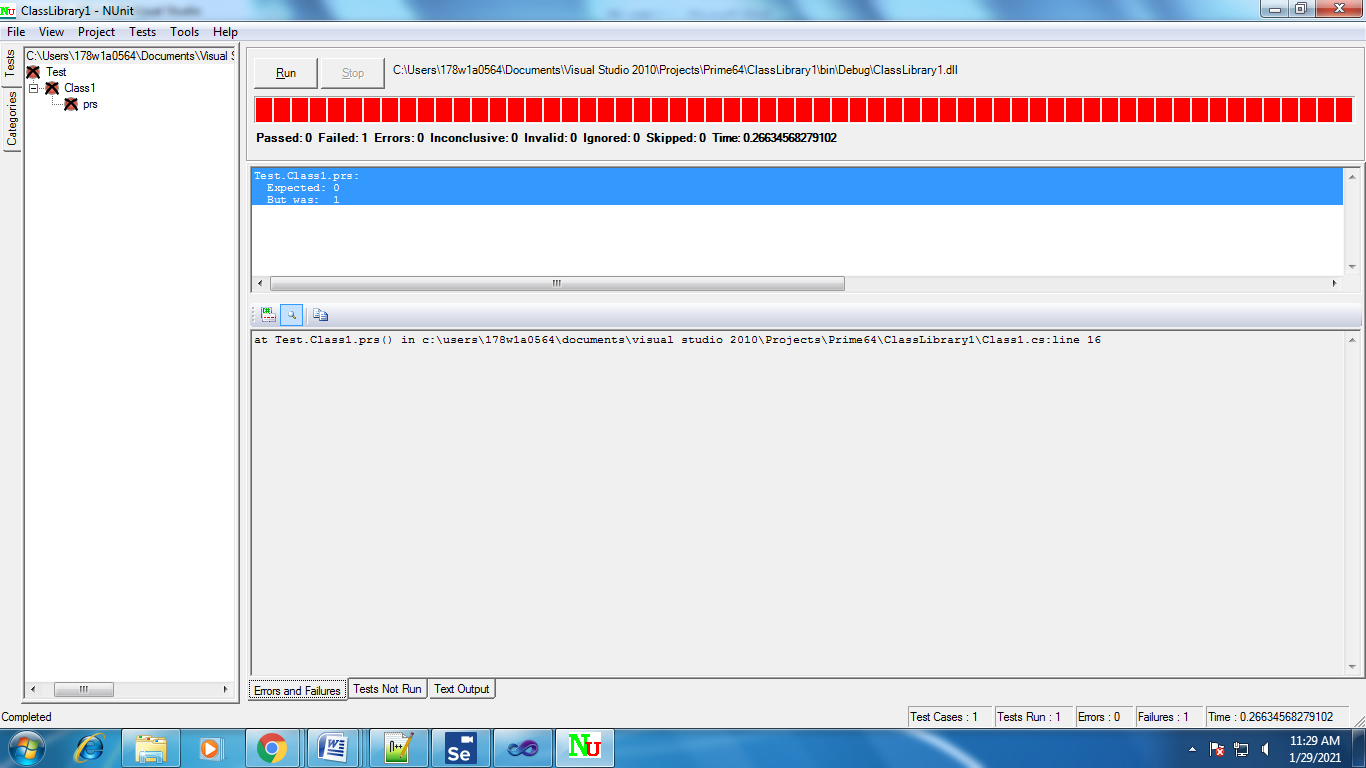 ClassLibrary1 - NUnit
File View Project Tests Tools Help
Tests
Categories
C:\Users\178w1a0564\Documents\Visual S
Test
Class1
prs
Run Stop C:\Users\178w1a0564\Documents\Visual Studio 2010\Projects\Prime64\ClassLibrary1\bin\Debug\ClassLibrary1.dll
Passed: 0 Failed: 1 Errors: 0 Inconclusive: 0 Invalid: 0 Ignored: 0 Skipped: 0 Time: 0.26634568279102
Test.Class1.prs:
Expected: 0
But was: 1
at Test.Class1.prs() in c:\users\178w1a0564\documents\visual studio 2010\Projects\Prime64\ClassLibrary1\Class1.cs:line 16
Errors and Failures Tests Not Run Text Output
Completed Test Cases : 1 Tests Run : 1 Errors : 0 Failures : 1 Time : 0.26634568279102
W n++ Se NU
11:29 AM
1/29/2021